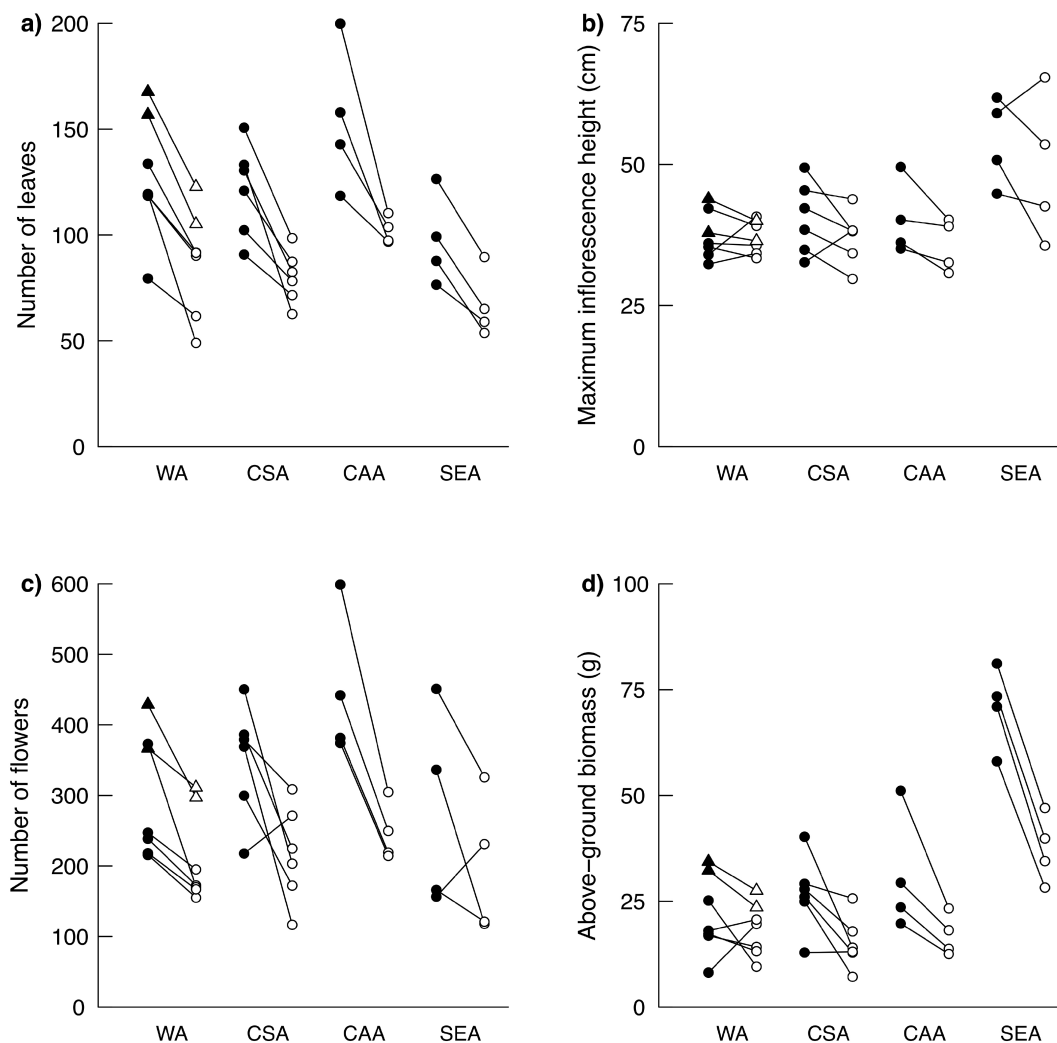 a)
Number of leaves
200
150
100
50
0
WA CSA CAA SEA
b)
Maximum inflorescence height (cm)
75
50
25
0
WA CSA CAA SEA
c)
Number of flowers
600
500
400
300
200
100
0
WA CSA CAA SEA
d)
Above−ground biomass (g)
100
75
50
25
0
WA CSA CAA SEA